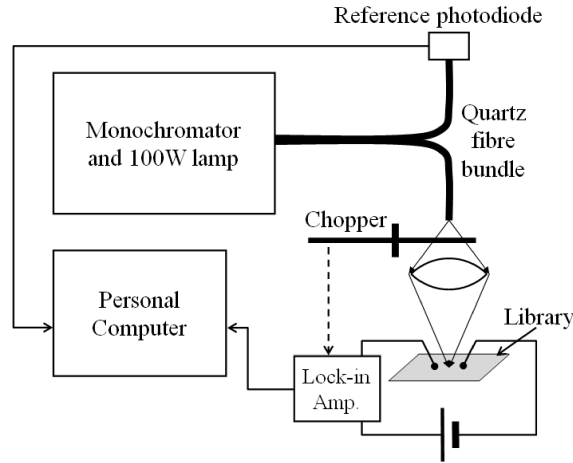 Reference photodiode
Monochromator
and 100W lamp
Quartz
fibre
bundle
Chopper
Personal
Computer
Library
Lock-in
Amp.